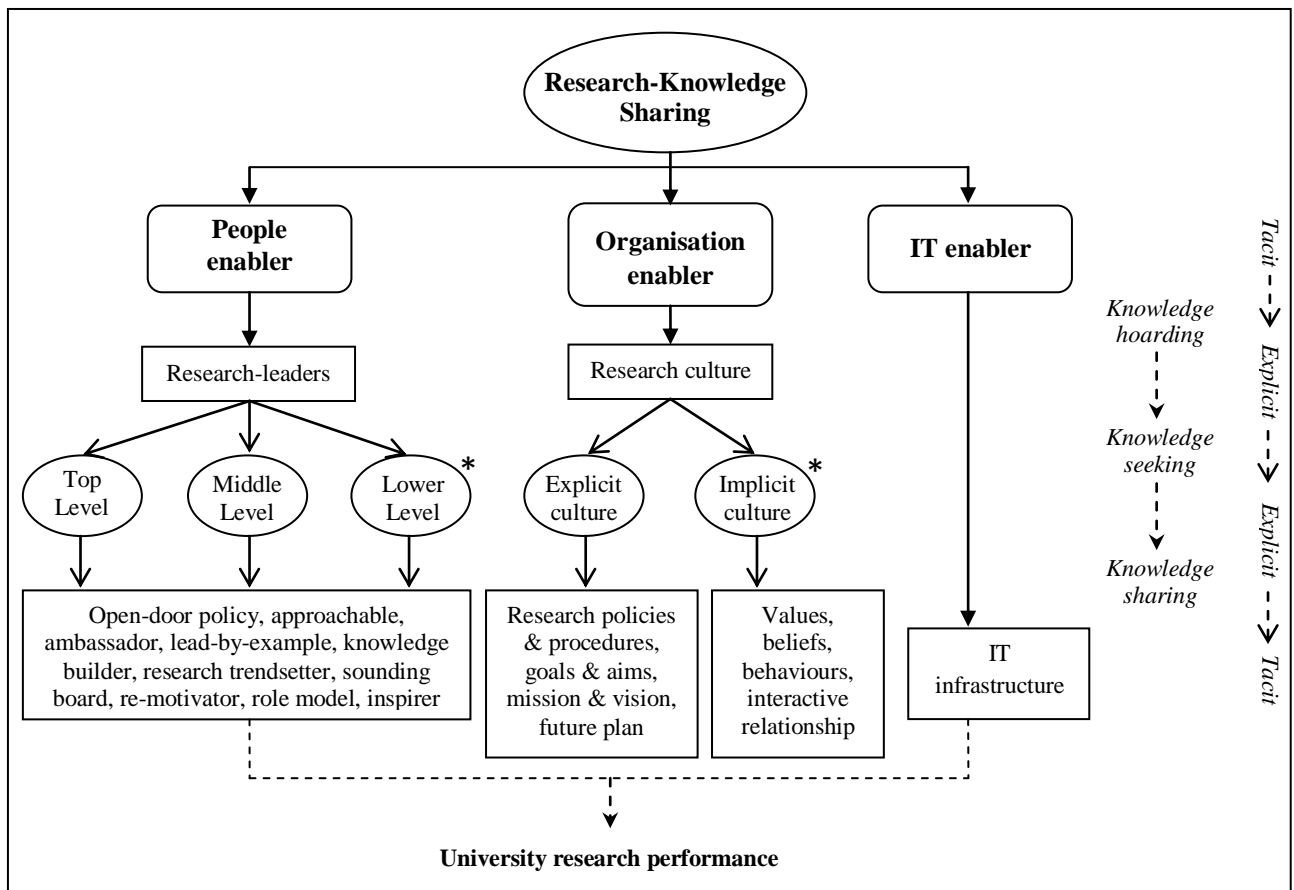 Research-Knowledge
Sharing
People
enabler
Organisation
enabler
IT enabler
Research-leaders
Research culture
Top
Level
Middle
Level
Lower
Level
*
Explicit
culture
Implicit
culture
*
Open-door policy, approachable,
ambassador, lead-by-example, knowledge
builder, research trendsetter, sounding
board, re-motivator, role model, inspirer
Research policies
& procedures,
goals & aims,
mission & vision,
future plan
Values,
beliefs,
behaviours,
interactive
relationship
IT
infrastructure
Knowledge
hoarding
Knowledge
seeking
Knowledge
sharing
Tacit
Explicit
Explicit
Tacit
University research performance